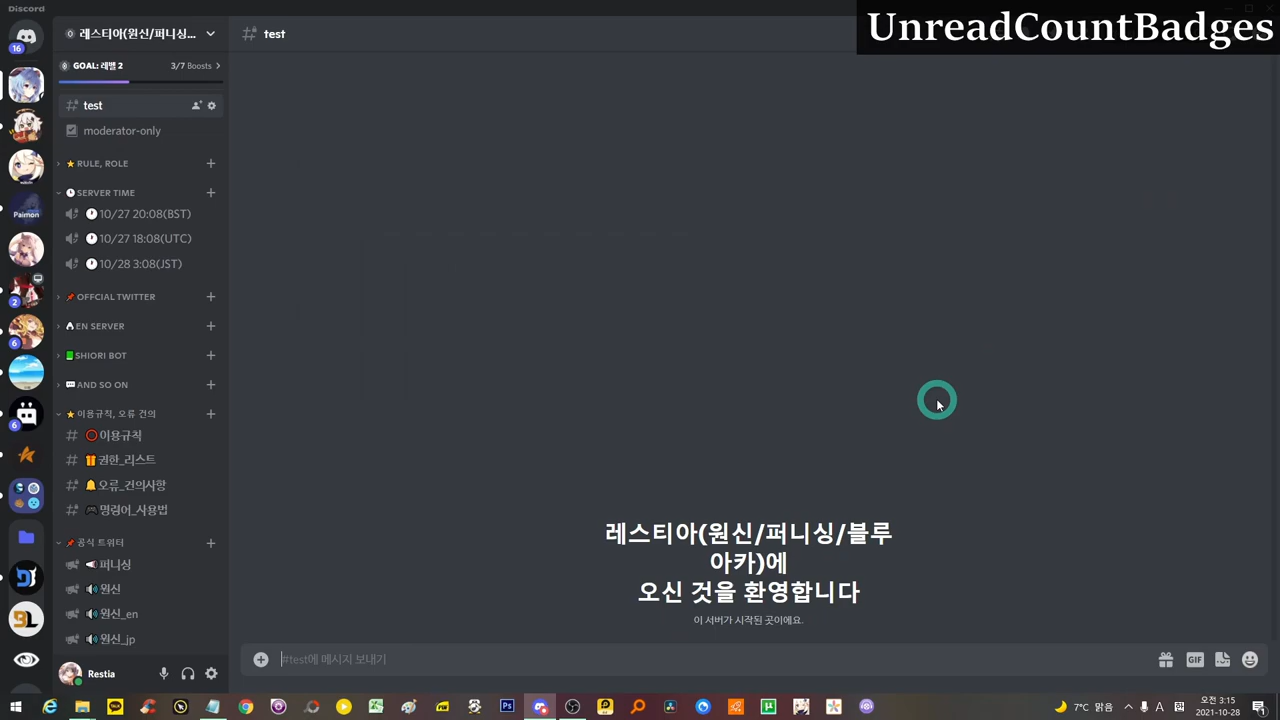 Discord
UnreadCountBadges
레스티아(원신/퍼니싱...
test
16
GOAL: 레벨 2
3/7 Boosts
test
moderator-only
RULE, ROLE
SERVER TIME
10/27 20:08(BST)
Paimon
10/27 18:08(UTC)
10/28 3:08(JST)
2
OFFCIAL TWITTER
EN SERVER
6
SHIORI BOT
AND SO ON
이용규칙, 오류 건의
6
이용규칙
권한_리스트
오류_건의사항
명령어_사용법
공식 트위터
퍼니싱
원신
원신_en
원신_jp
레스티아(원신/퍼니싱/블루
아카)에
오신 것을 환영합니다
이 서버가 시작된 곳이에요.
#test에 메시지 보내기
GIF
Restia
7°C 맑음
오전 3:15
2021-10-28